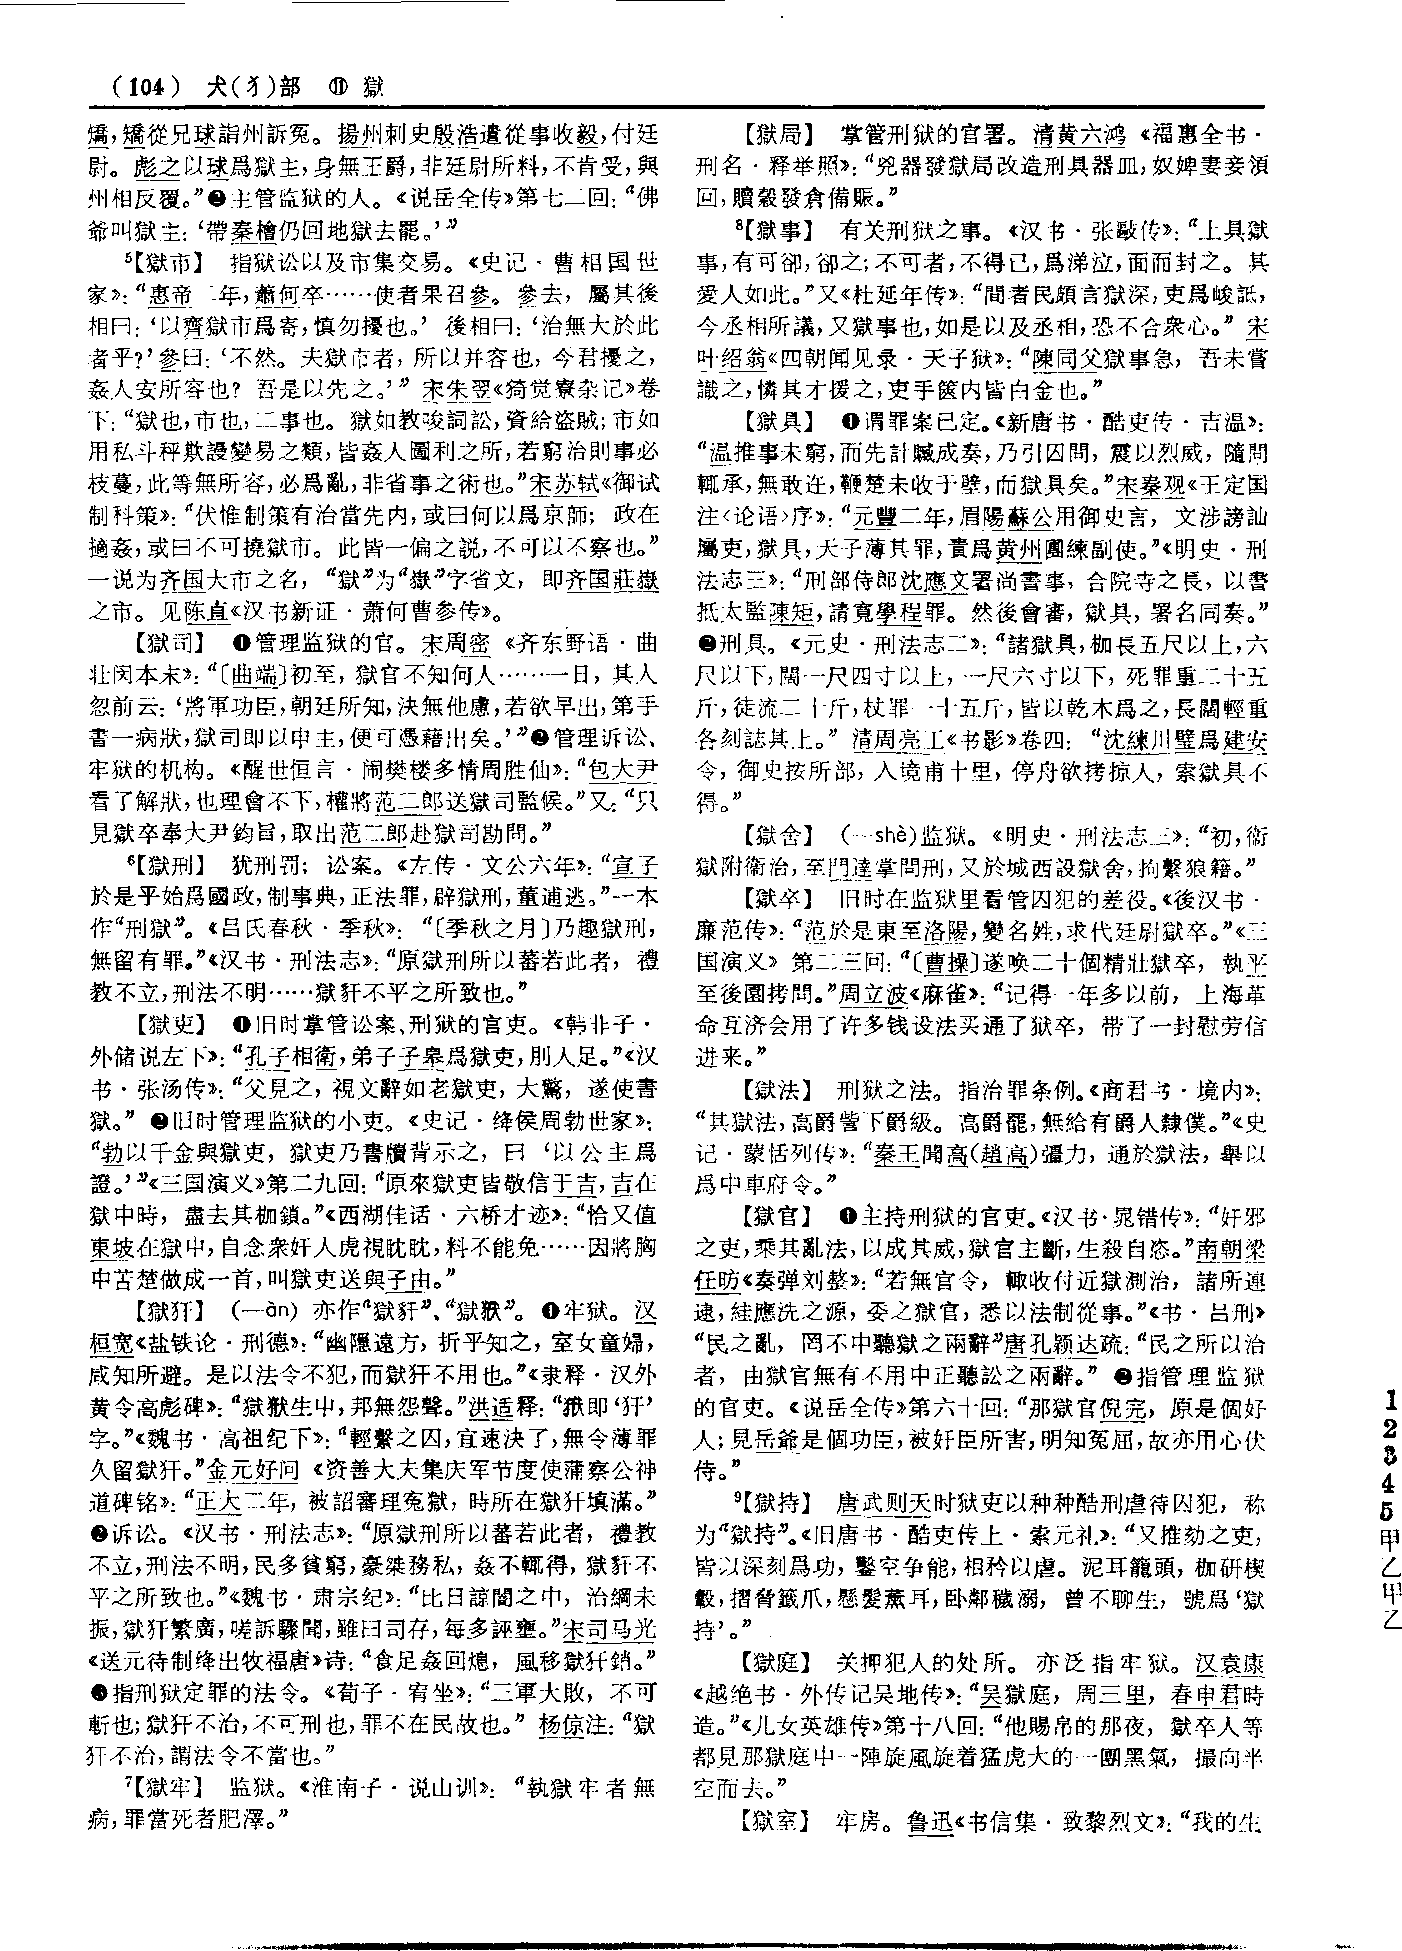 （104） 犬(犭)部 ⑪ 獄
矯，矯從兄球詣州訴冤。揚州刺史殷浩遣從事收毅，付廷
尉。彪之以球爲獄主，身無王爵，非廷尉所料，不肯受，與
州相反覆。”❷主管监狱的人。《说岳全传》第七二回：“佛
爺叫獄主：‘帶秦檜仍回地獄去罷。’”
⁵【獄市】 指狱讼以及市集交易。《史记·曹相国世
家》：“惠帝二年，蕭何卒……使者果召參。參去，屬其後
相曰：‘以齊獄市爲寄，慎勿擾也。’後相曰：‘治無大於此
者乎？’參曰：‘不然。夫獄市者，所以并容也，今君擾之，
姦人安所容也？吾是以先之。’”宋朱翌《猗觉寮杂记》卷
下：“獄也，市也，二事也。獄如教唆詞訟，資給盜賊；市如
用私斗秤欺謾變易之類，皆姦人圖利之所，若窮治則事必
枝蔓，此等無所容，必爲亂，非省事之術也。”宋苏轼《御试
制科策》：“伏惟制策有治當先内，或曰何以爲京師；政在
擿姦，或曰不可撓獄市。此皆一偏之説，不可以不察也。”
一说为齐国大市之名，“獄”为“嶽”字省文，即齐国莊嶽
之市。见陈直《汉书新证·萧何曹参传》。
【獄司】 ❶管理监狱的官。宋周密《齐东野语·曲
壮闵本末》：“〔曲端〕初至，獄官不知何人……一日，其人
忽前云：‘將軍功臣，朝廷所知，決無他慮，若欲早出，第手
書一病狀，獄司即以申主，便可憑藉出矣。’”❷管理诉讼、
牢狱的机构。《醒世恒言·闹樊楼多情周胜仙》：“包大尹
看了解狀，也理會不下，權將范二郎送獄司監候。”又：“只
見獄卒奉大尹鈞旨，取出范二郎赴獄司勘問。”
⁶【獄刑】 犹刑罚；讼案。《左传·文公六年》：“宣子
於是乎始爲國政，制事典，正法罪，辟獄刑，董逋逃。”一本
作“刑獄”。《吕氏春秋·季秋》：“〔季秋之月〕乃趣獄刑，
無留有罪。”《汉书·刑法志》：“原獄刑所以蕃若此者，禮
教不立，刑法不明……獄豻不平之所致也。”
【獄吏】 ❶旧时掌管讼案、刑狱的官吏。《韩非子·
外储说左下》：“孔子相衛，弟子子皋爲獄吏，刖人足。”《汉
书·张汤传》：“父見之，視文辭如老獄吏，大驚，遂使書
獄。”❷旧时管理监狱的小吏。《史记·绛侯周勃世家》：
“勃以千金與獄吏，獄吏乃書牘背示之，曰‘以公主爲
證。’”《三国演义》第二九回：“原來獄吏皆敬信于吉，吉在
獄中時，盡去其枷鎖。”《西湖佳话·六桥才迹》：“恰又值
東坡在獄中，自念衆奸人虎視眈眈，料不能免……因將胸
中苦楚做成一首，叫獄吏送與子由。”
【獄犴】 （—àn）亦作“獄豻”、“獄㹜”。❶牢狱。汉
桓宽《盐铁论·刑德》：“幽隱遠方，折乎知之，室女童婦，
咸知所避。是以法令不犯，而獄犴不用也。”《隶释·汉外
黄令高彪碑》：“獄㹜生屮，邦無怨聲。”洪适释：“㹜即‘犴’
字。”《魏书·高祖纪下》：“輕繫之囚，宜速決了，無令薄罪
久留獄犴。”金元好问《资善大夫集庆军节度使蒲察公神
道碑铭》：“正大二年，被詔審理冤獄，時所在獄犴填滿。”
❷诉讼。《汉书·刑法志》：“原獄刑所以蕃若此者，禮教
不立，刑法不明，民多貧窮，豪桀務私，姦不輒得，獄豻不
平之所致也。”《魏书·肃宗纪》：“比日諒闇之中，治綱未
振，獄犴繁廣，嗟訴驟聞，雖曰司存，每多誣壅。”宋司马光
《送元待制绛出牧福唐》诗：“食足姦回熄，風移獄犴銷。”
❸指刑狱定罪的法令。《荀子·宥坐》：“三軍大敗，不可
斬也；獄犴不治，不可刑也，罪不在民故也。”杨倞注：“獄
犴不治，謂法令不當也。”
⁷【獄牢】 监狱。《淮南子·说山训》：“執獄牢者無
病，罪當死者肥澤。”
【獄局】 掌管刑狱的官署。清黄六鸿《福惠全书·
刑名·释举照》：“兇器發獄局改造刑具器皿，奴婢妻妾領
回，贖穀發倉備賑。”
⁸【獄事】 有关刑狱之事。《汉书·张敺传》：“上具獄
事，有可卻，卻之；不可者，不得已，爲涕泣，面而封之。其
愛人如此。”又《杜延年传》：“間者民頗言獄深，吏爲峻詆，
今丞相所議，又獄事也，如是以及丞相，恐不合衆心。”宋
叶绍翁《四朝闻见录·天子狱》：“陳同父獄事急，吾未嘗
識之，憐其才援之，吏手篋内皆白金也。”
【獄具】 ❶谓罪案已定。《新唐书·酷吏传·吉温》：
“温推事未窮，而先計贓成奏，乃引囚問，震以烈威，隨問
輒承，無敢迕，鞭楚未收于壁，而獄具矣。”宋秦观《王定国
注〈论语〉序》：“元豐二年，眉陽蘇公用御史言，文涉謗訕
屬吏，獄具，天子薄其罪，責爲黄州團練副使。”《明史·刑
法志三》：“刑部侍郎沈應文署尚書事，合院寺之長，以書
抵太監陳矩，請寬學程罪。然後會審，獄具，署名同奏。”
❷刑具。《元史·刑法志二》：“諸獄具，枷長五尺以上，六
尺以下，闊一尺四寸以上，一尺六寸以下，死罪重二十五
斤，徒流二十斤，杖罪一十五斤，皆以乾木爲之，長闊輕重
各刻誌其上。”清周亮工《书影》卷四：“沈練川璧爲建安
令，御史按所部，入镜甫十里，停舟欲拷掠人，索獄具不
得。”
【獄舍】 （—shè）监狱。《明史·刑法志三》：“初，衛
獄附衛治，至門達掌問刑，又於城西設獄舍，拘繫狼籍。”
【獄卒】 旧时在监狱里看管囚犯的差役。《後汉书·
廉范传》：“范於是東至洛陽，變名姓，求代廷尉獄卒。”《三
国演义》第二三回：“〔曹操〕遂唤二十個精壯獄卒，執平
至後園拷問。”周立波《麻雀》：“记得一年多以前，上海革
命互济会用了许多钱设法买通了狱卒，带了一封慰劳信
进来。”
【獄法】 刑狱之法。指治罪条例。《商君书·境内》：
“其獄法，高爵訾下爵級。高爵罷，無給有爵人隸僕。”《史
记·蒙恬列传》：“秦王聞高（趙高）彊力，通於獄法，舉以
爲中車府令。”
【獄官】 ❶主持刑狱的官吏。《汉书·晁错传》：“奸邪
之吏，乘其亂法，以成其威，獄官主斷，生殺自恣。”南朝梁
任昉《奏弹刘整》：“若無官令，輒收付近獄測治，諸所連
逮，絓應洗之源，委之獄官，悉以法制從事。”《书·吕刑》
“民之亂，罔不中聽獄之兩辭”唐孔颖达疏：“民之所以治
者，由獄官無有不用中正聽訟之兩辭。”❷指管理监狱
的官吏。《说岳全传》第六十回：“那獄官倪完，原是個好
人；見岳爺是個功臣，被奸臣所害，明知冤屈，故亦用心伏
侍。”
⁹【獄持】 唐武则天时狱吏以种种酷刑虐待囚犯，称
为“獄持”。《旧唐书·酷吏传上·索元礼》：“又推劾之吏，
皆以深刻爲功，鑿空争能，相矜以虐。泥耳籠頭，枷研楔
轂，摺脅籤爪，懸髮薰耳，卧鄰穢溺，曾不聊生，號爲‘獄
持’。”
【獄庭】 关押犯人的处所。亦泛指牢狱。汉袁康
《越绝书·外传记吴地传》：“吴獄庭，周三里，春申君時
造。”《儿女英雄传》第十八回：“他賜帛的那夜，獄卒人等
都見那獄庭中一陣旋風旋着猛虎大的一團黑氣，撮向半
空而去。”
【獄室】 牢房。鲁迅《书信集·致黎烈文》：“我的生
1
2
3
4
5
甲
乙
甲
乙